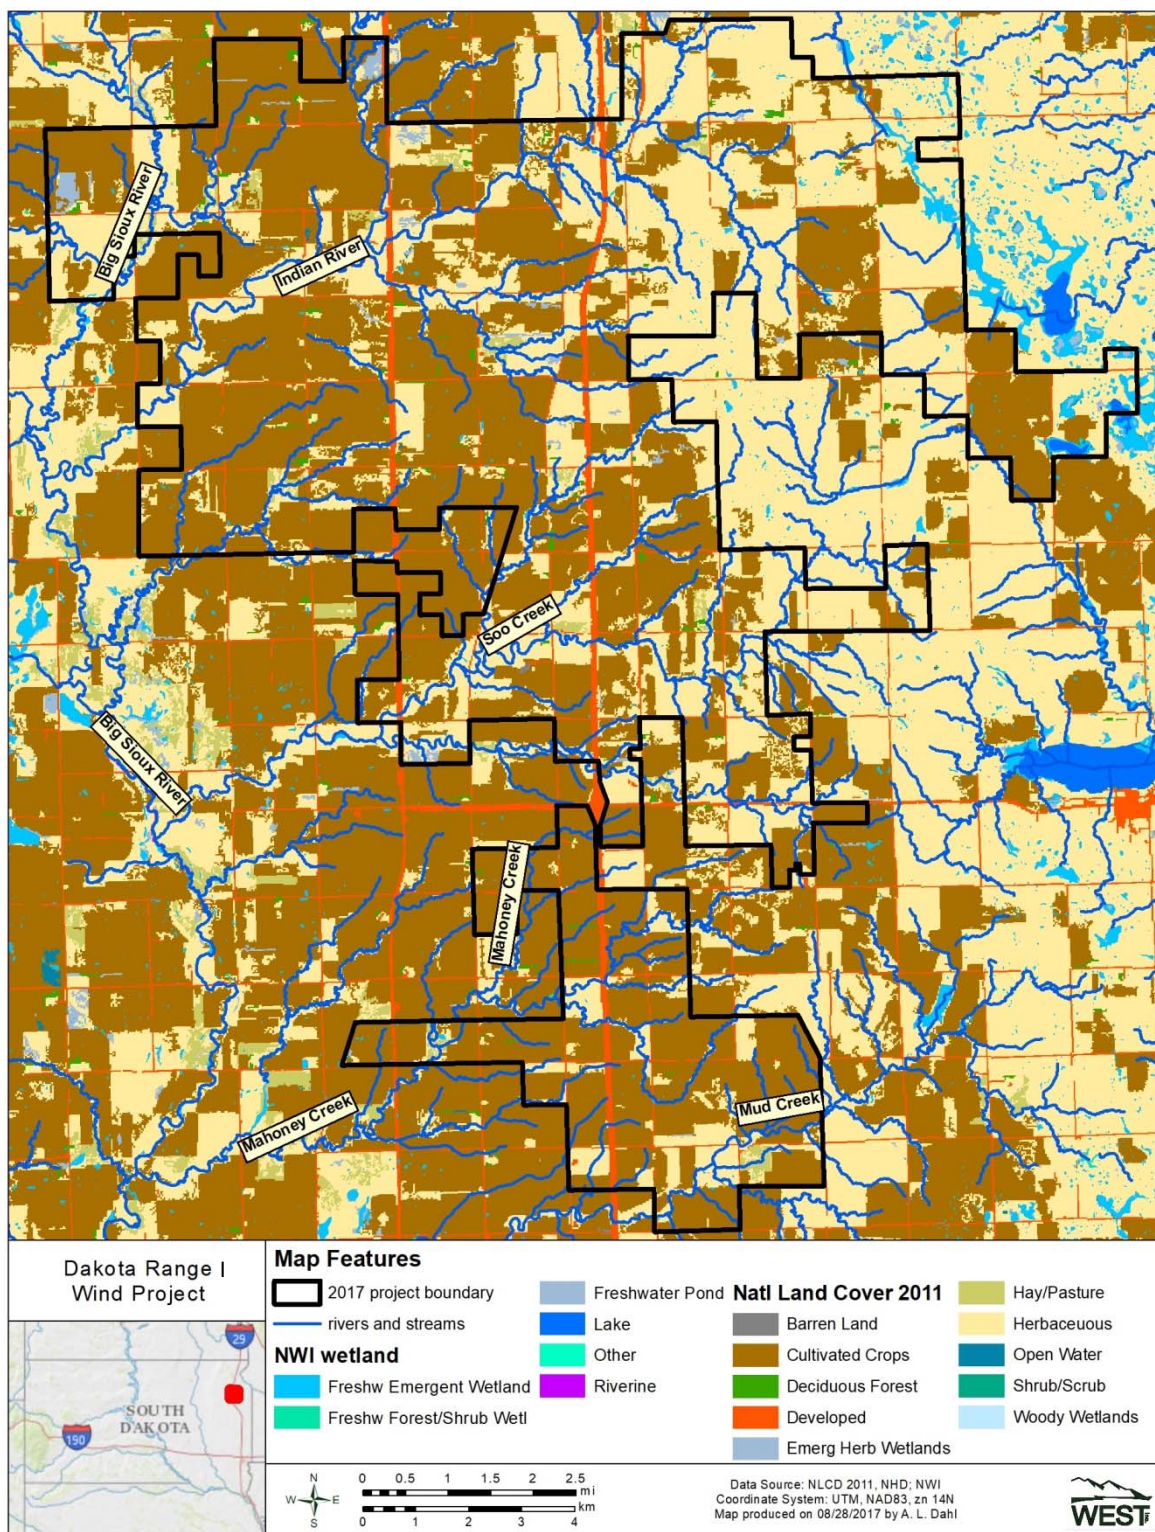 Big Sioux River
Indian River
Soo Creek
Big Sioux River
Mahoney Creek
Mahoney Creek
Mud Creek
Dakota Range I
Wind Project
29
SOUTH
DAKOTA
190
Map Features
2017 project boundary
rivers and streams
NWI wetland
Freshw Emergent Wetland
Freshw Forest/Shrub Wetl
Freshwater Pond
Lake
Other
Riverine
Natl Land Cover 2011
Barren Land
Cultivated Crops
Deciduous Forest
Developed
Emerg Herb Wetlands
Hay/Pasture
Herbaceuous
Open Water
Shrub/Scrub
Woody Wetlands
N
W E
S
0 0.5 1 1.5 2 2.5
mi
km
0 1 2 3 4
Data Source: NLCD 2011, NHD; NWI
Coordinate System: UTM, NAD83, zn 14N
Map produced on 08/28/2017 by A. L. Dahl
WEST